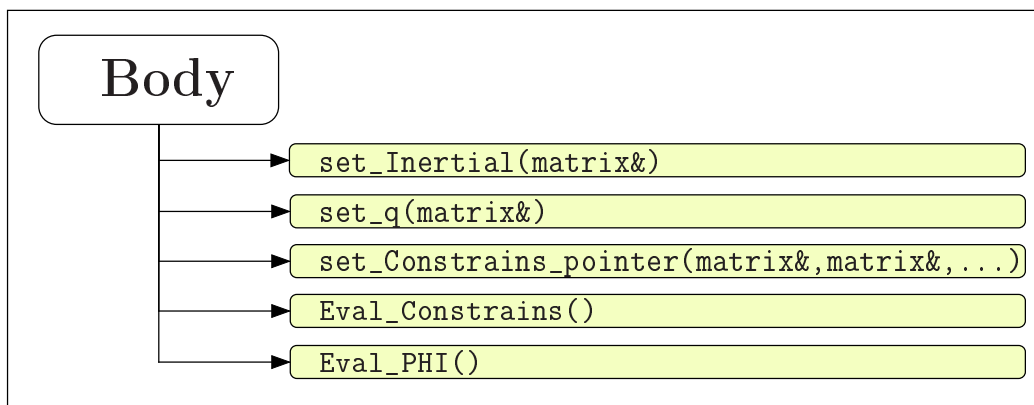 Body
set_Inertial(matrix&)
set_q(matrix&)
set_Constrains_pointer(matrix&,matrix&,...)
Eval_Constrains()
Eval_PHI()